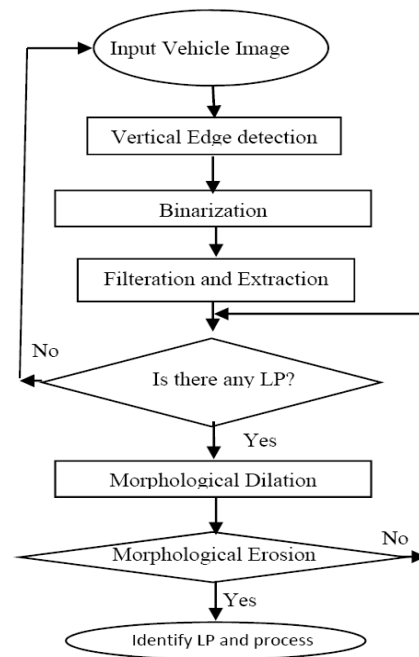 Input Vehicle Image
Vertical Edge detection
Binarization
Filteration and Extraction
No
Is there any LP?
Yes
Morphological Dilation
No
Morphological Erosion
Yes
Identify LP and process